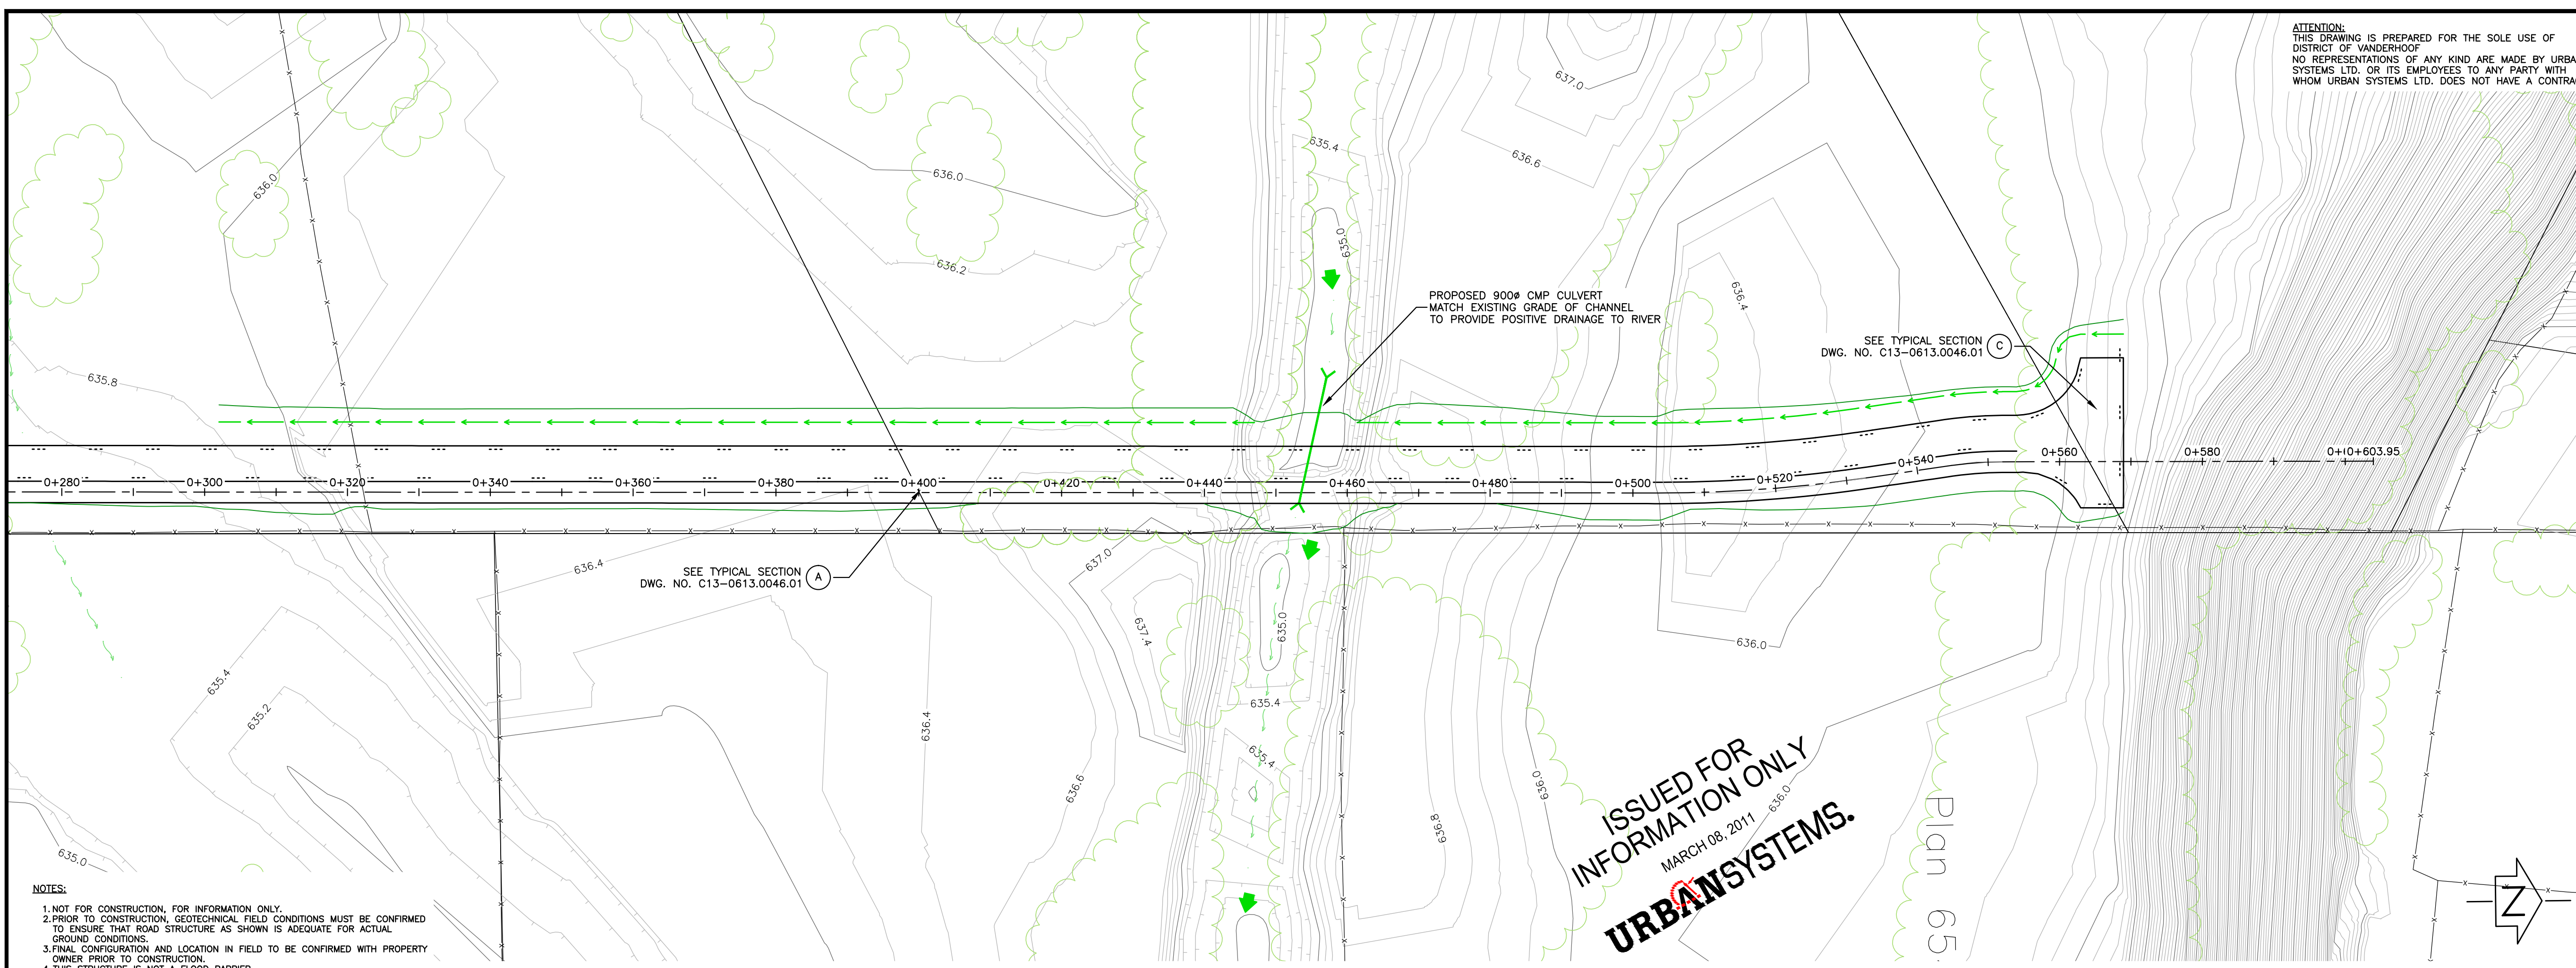 ATTENTION:
THIS DRAWING IS PREPARED FOR THE SOLE USE OF
DISTRICT OF VANDERHOOF
NO REPRESENTATIONS OF ANY KIND ARE MADE BY
SYSTEMS LTD. OR ITS EMPLOYEES TO ANY PARTY WITH
WHOM URBAN SYSTEMS LTD. DOES NOT HAVE A
637.0
635.4
636.6
636.0
636.0
635.0
636.2
636.4
PROPOSED 900ø CMP CULVERT
MATCH EXISTING GRADE OF CHANNEL
TO PROVIDE POSITIVE DRAINAGE TO RIVER
SEE TYPICAL SECTION
DWG. NO. C13-0613.0046.01
C
635.8
0+280
0+300
0+320
0+340
0+360
0+380
0+400
0+420
0+440
0+460
0+480
0+500
0+520
0+540
0+560
0+580
0+(0+603.95
SEE TYPICAL SECTION
DWG. NO. C13-0613.0046.01
A
636.4
637.0
637.4
635.0
636.0
635.4
635.2
636.4
635.4
635.4
636.6
636.0
636.0
636.8
635.0
ISSUED FOR
INFORMATION ONLY
MARCH 08, 2011
URBANSYSTEMS.
Plan 65
Z
NOTES:
1. NOT FOR CONSTRUCTION, FOR INFORMATION ONLY.
2. PRIOR TO CONSTRUCTION, GEOTECHNICAL FIELD CONDITIONS MUST BE CONFIRMED
TO ENSURE THAT ROAD STRUCTURE AS SHOWN IS ADEQUATE FOR ACTUAL
GROUND CONDITIONS.
3. FINAL CONFIGURATION AND LOCATION IN FIELD TO BE CONFIRMED WITH PROPERTY
OWNER PRIOR TO CONSTRUCTION.
4. THIS STRUCTURE IS NOT A FLOOD BARRIER